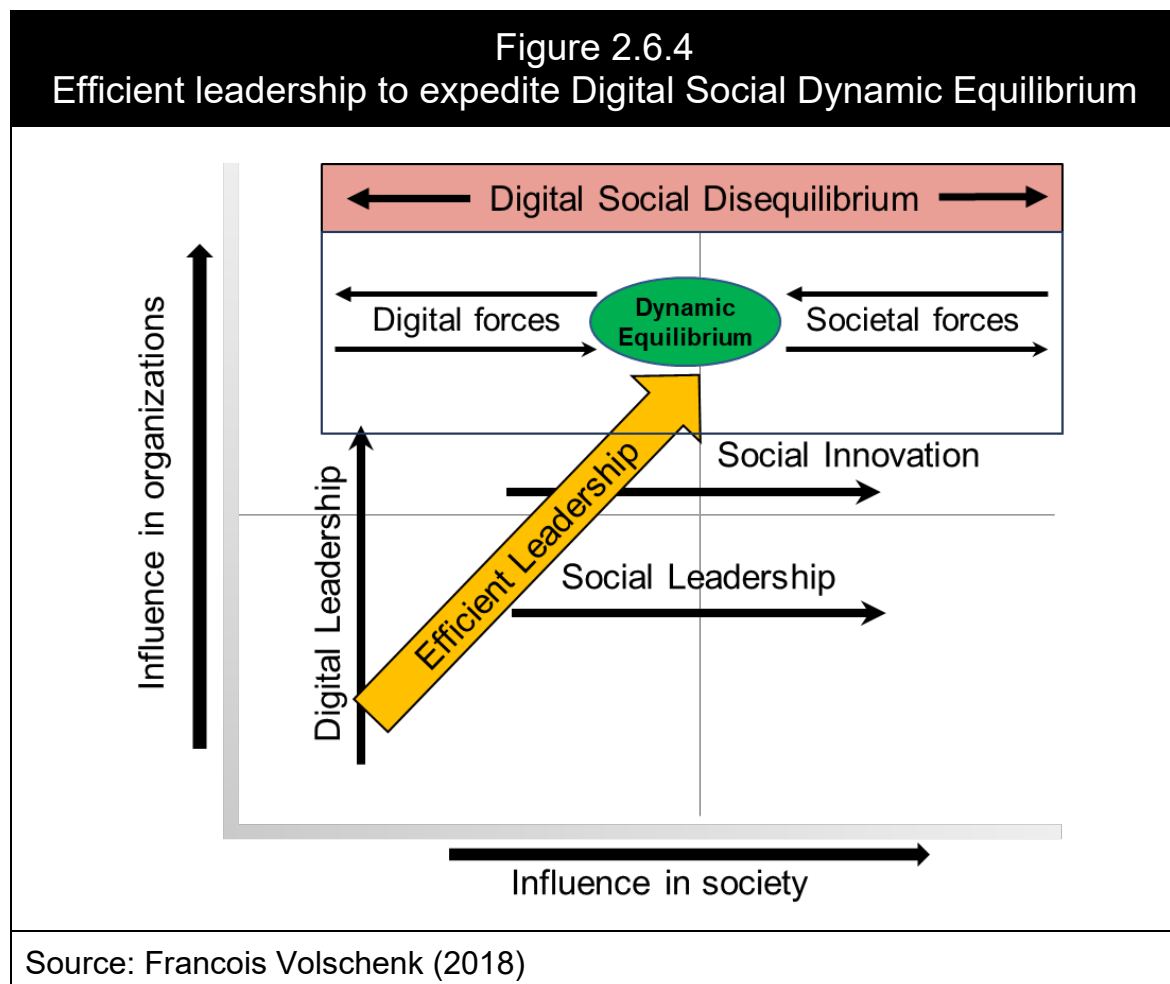 Figure 2.6.4
Efficient leadership to expedite Digital Social Dynamic Equilibrium
Digital Social Disequilibrium
Digital forces
Dynamic
Equilibrium
Societal forces
Influence in organizations
Digital Leadership
Efficient Leadership
Social Innovation
Social Leadership
Influence in society
Source: Francois Volschenk (2018)